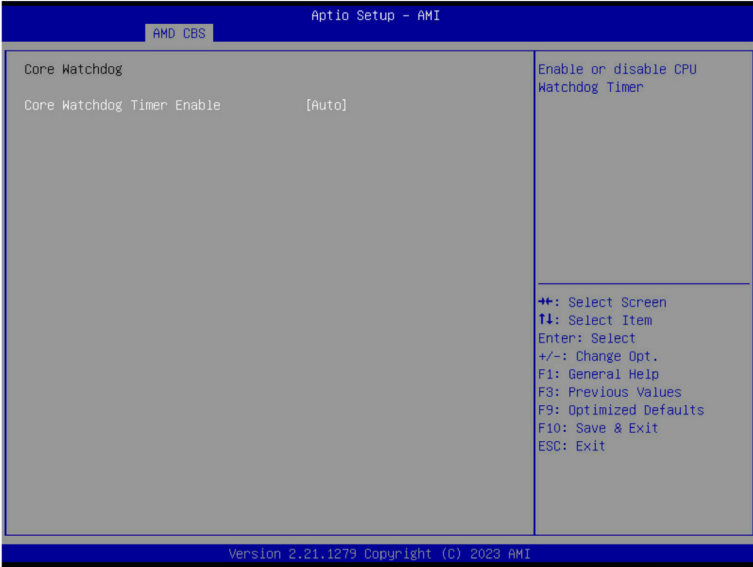 Aptio Setup - AMI
AMD CBS
Core Watchdog
Core Watchdog Timer Enable [Auto]
Enable or disable CPU
Watchdog Timer
→←: Select Screen
↑↓: Select Item
Enter: Select
+/-: Change Opt.
F1: General Help
F3: Previous Values
F9: Optimized Defaults
F10: Save & Exit
ESC: Exit
Version 2.21.1279 Copyright (C) 2023 AMI